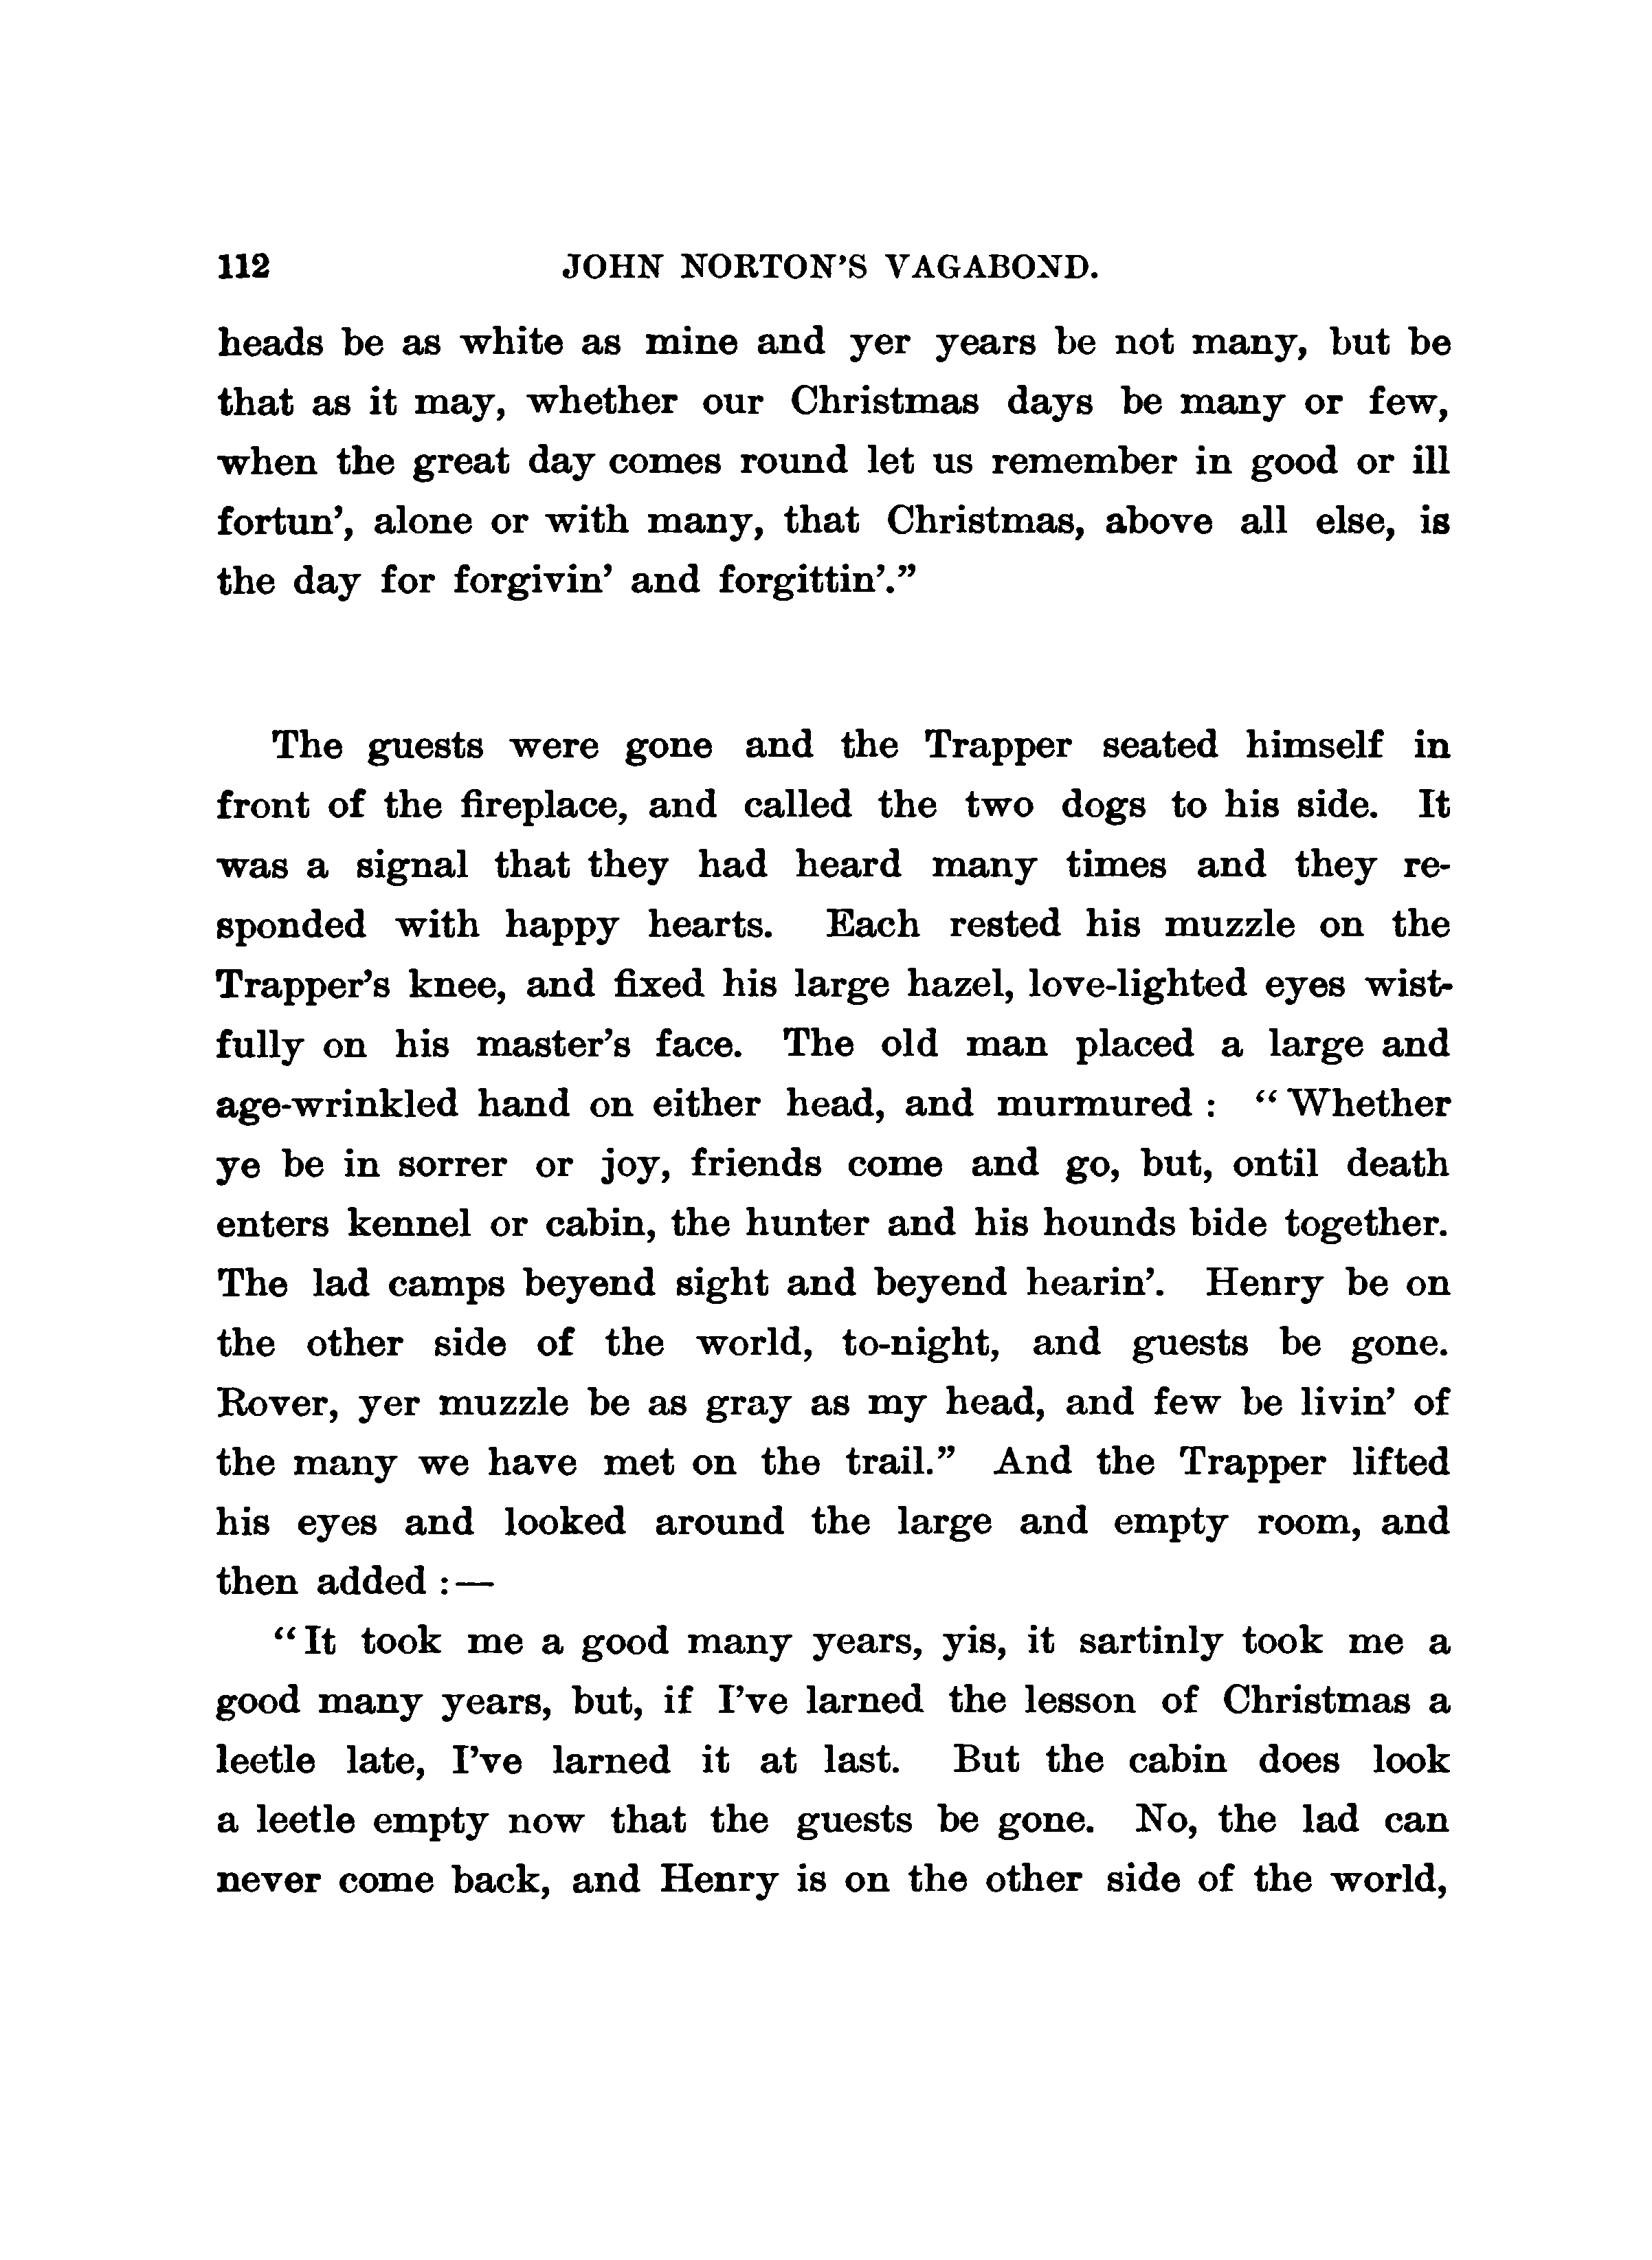 112 JOHN NORTON'S VAGABOND.
heads be as white as mine and yer years be not many, but be
that as it may, whether our Christmas days be many or few,
when the great day comes round let us remember in good or ill
fortun', alone or with many, that Christmas, above all else, is
the day for forgivin' and forgittin'.”
The guests were gone and the Trapper seated himself in
front of the fireplace, and called the two dogs to his side. It
was a signal that they had heard many times and they re-
sponded with happy hearts. Each rested his muzzle on the
Trapper's knee, and fixed his large hazel, love-lighted eyes wist-
fully on his master's face. The old man placed a large and
age-wrinkled hand on either head, and murmured : “Whether
ye be in sorrer or joy, friends come and go, but, ontil death
enters kennel or cabin, the hunter and his hounds bide together.
The lad camps beyend sight and beyend hearin'. Henry be on
the other side of the world, to-night, and guests be gone.
Rover, yer muzzle be as gray as my head, and few be livin' of
the many we have met on the trail.” And the Trapper lifted
his eyes and looked around the large and empty room, and
then added :—
“It took me a good many years, yis, it sartinly took me a
good many years, but, if I've larned the lesson of Christmas a
leetle late, I've larned it at last. But the cabin does look
a leetle empty now that the guests be gone. No, the lad can
never come back, and Henry is on the other side of the world,